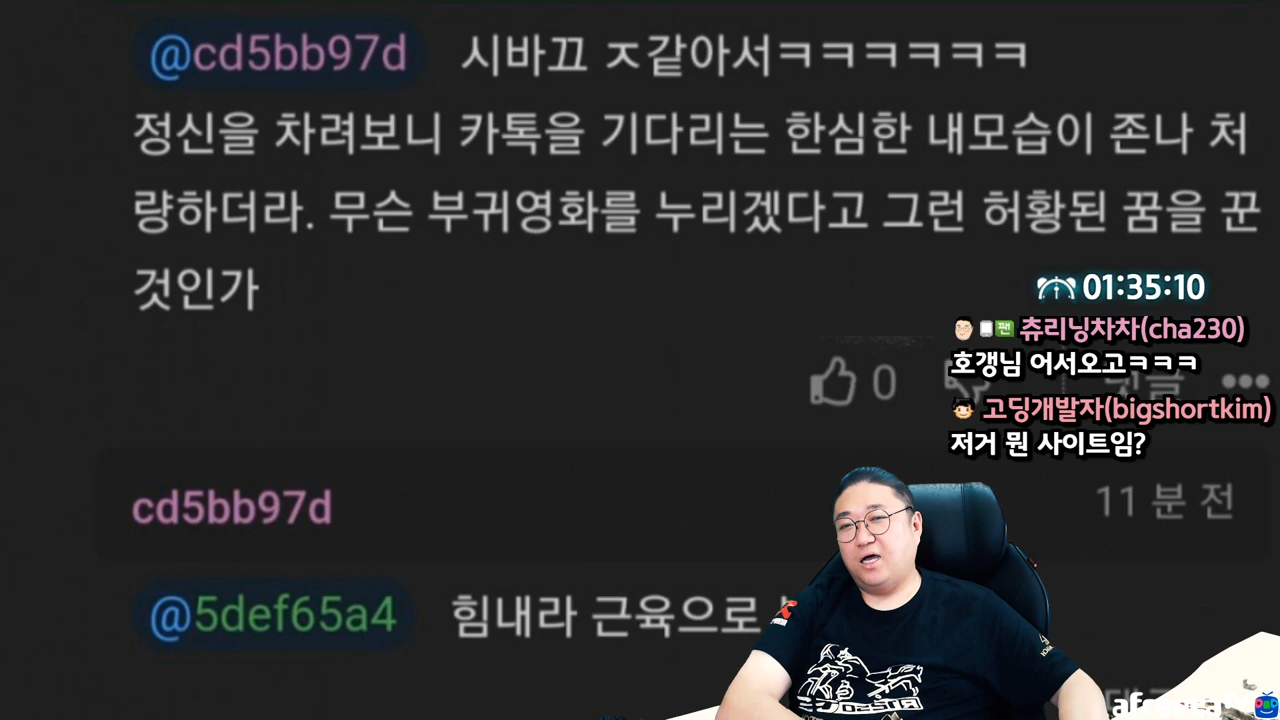 @cd5bb97d 시바끄 ㅈ같아서ㅋㅋㅋㅋㅋㅋ
정신을 차려보니 카톡을 기다리는 한심한 내모습이 존나 처
량하더라. 무슨 부귀영화를 누리겠다고 그런 허황된 꿈을 꾼
것인가
01:35:10
팬 츄리닝차차(cha230)
호갱님 어서오고ㅋㅋㅋ
0 댓글
고딩개발자(bigshortkim)
저거 뭔 사이트임?
cd5bb97d
11 분 전
@5def65a4 힘내라 근육으로